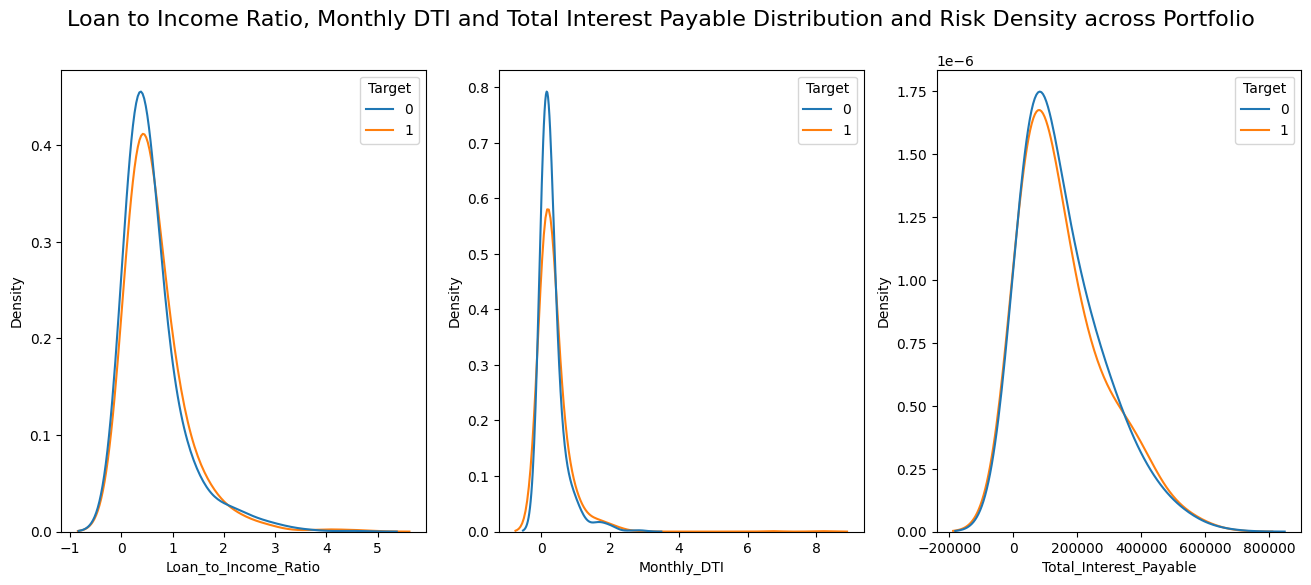 Loan to Income Ratio, Monthly DTI and Total Interest Payable Distribution and Risk Density across Portfolio
Target
0
1
0.4
0.3
0.2
0.1
0.0
Density
−1 0 1 2 3 4 5
Loan_to_Income_Ratio
Target
0
1
0.8
0.7
0.6
0.5
0.4
0.3
0.2
0.1
0.0
Density
0 2 4 6 8
Monthly_DTI
1e−6
Target
0
1
1.75
1.50
1.25
1.00
0.75
0.50
0.25
0.00
Density
−200000 0 200000 400000 600000 800000
Total_Interest_Payable